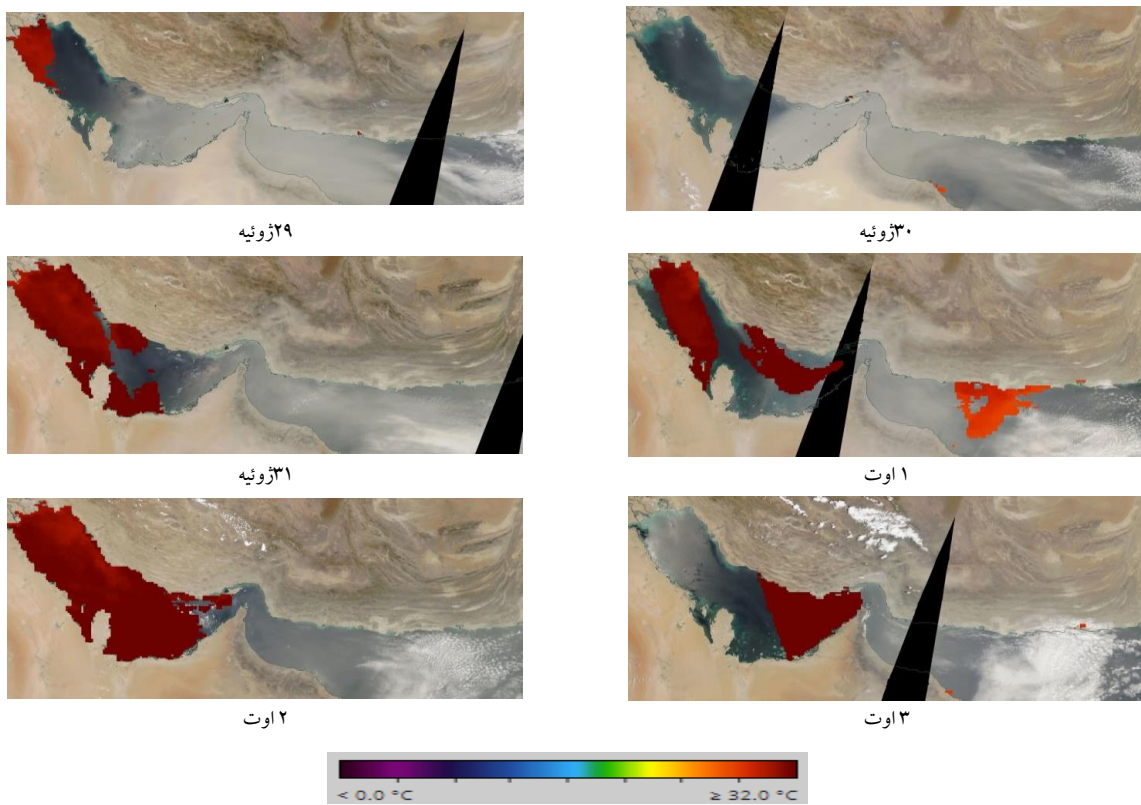 ۲۹ژوئیه
۳۰ژوئیه
۳۱ژوئیه
۱ اوت
۲ اوت
۳ اوت
< 0.0 °C
≥ 32.0 °C